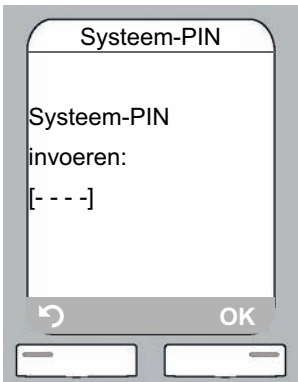 Systeem-PIN
Systeem-PIN
invoeren:
[- - - -]
OK